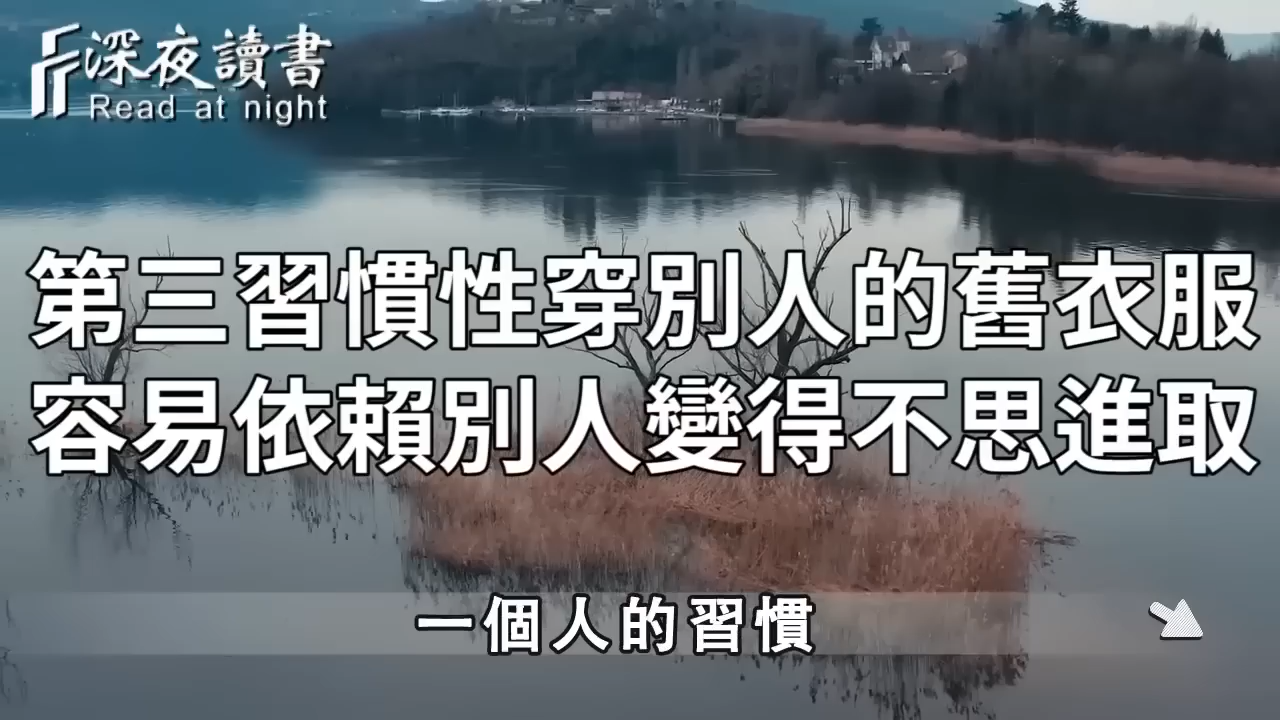 深夜讀書
Read at night
第三習慣性穿別人的舊衣服
容易依賴別人變得不思進取
一個人的習慣